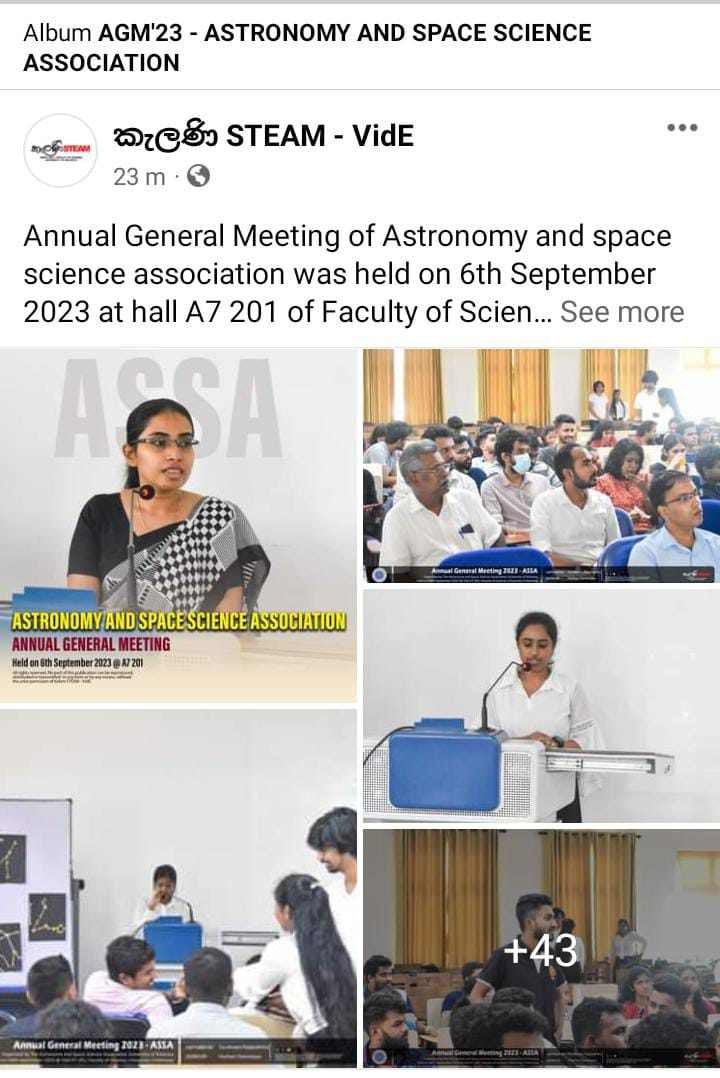 Album AGM'23 - ASTRONOMY AND SPACE SCIENCE
ASSOCIATION
කැලණි STEAM - VidE
23 m ·
Annual General Meeting of Astronomy and space
science association was held on 6th September
2023 at hall A7 201 of Faculty of Scien... See more
ASSA
ASTRONOMY AND SPACE SCIENCE ASSOCIATION
ANNUAL GENERAL MEETING
Held on 6th September 2023 @ A7 201
Annual General Meeting 2023 - ASSA
Annual General Meeting 2023 - ASSA
+43
Annual General Meeting 2023 - ASSA